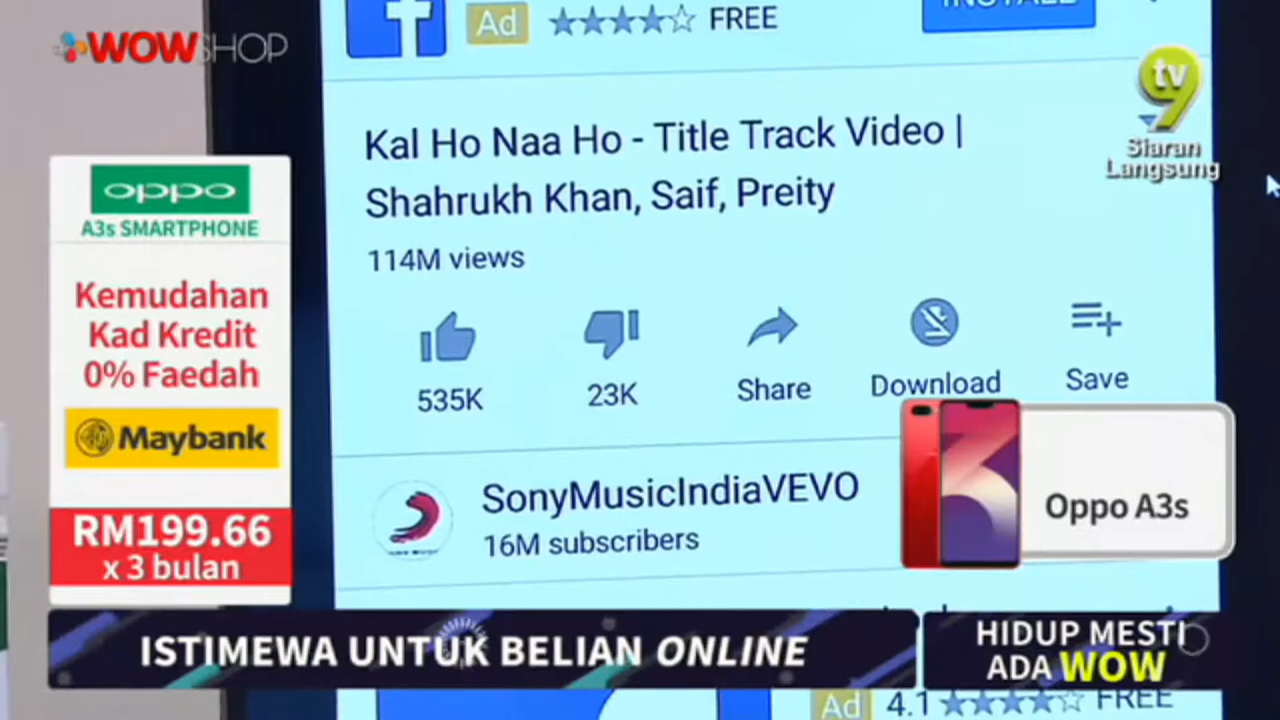 WOWSHOP
Ad FREE
INSTALL
tv9
Siaran
Langsung
Kal Ho Naa Ho - Title Track Video |
Shahrukh Khan, Saif, Preity
114M views
535K
23K
Share
Download
Save
SonyMusicIndiaVEVO
16M subscribers
oppo
A3s SMARTPHONE
Kemudahan
Kad Kredit
0% Faedah
Maybank
RM199.66
x 3 bulan
Oppo A3s
ISTIMEWA UNTUK BELIAN ONLINE
HIDUP MESTI
ADA WOW
Ad 4.1 FREE